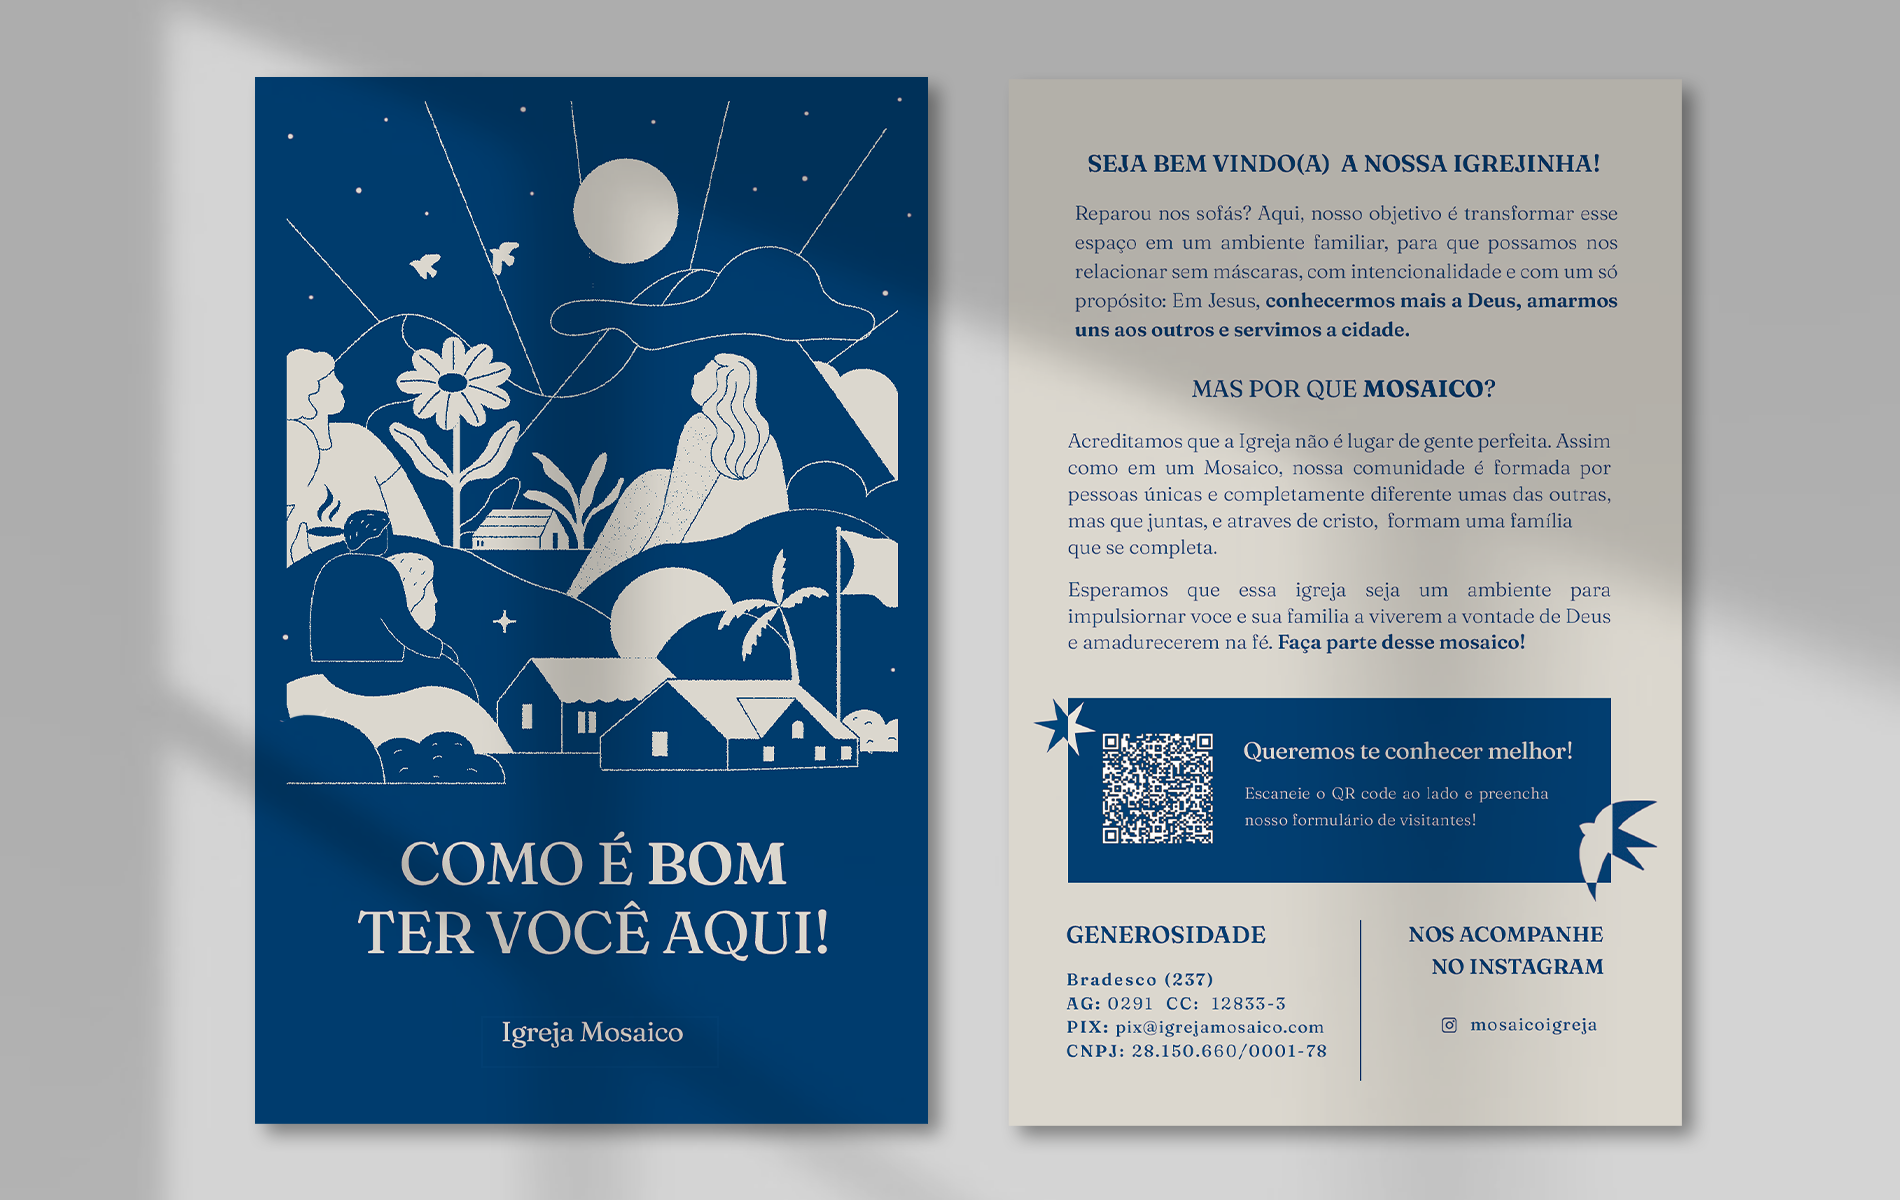 COMO É BOM
TER VOCÊ AQUI!
Igreja Mosaico
SEJA BEM VINDO(A) A NOSSA IGREJINHA!
Reparou nos sofás? Aqui, nosso objetivo é transformar esse
espaço em um ambiente familiar, para que possamos nos
relacionar sem máscaras, com intencionalidade e com um só
propósito: Em Jesus, conhecermos mais a Deus, amarmos
uns aos outros e servimos a cidade.
MAS POR QUE MOSAICO?
Acreditamos que a Igreja não é lugar de gente perfeita. Assim
como em um Mosaico, nossa comunidade é formada por
pessoas únicas e completamente diferente umas das outras,
mas que juntas, e atraves de cristo, formam uma família
que se completa.
Esperamos que essa igreja seja um ambiente para
impulsiornar voce e sua familia a viverem a vontade de Deus
e amadurecerem na fé. Faça parte desse mosaico!
Queremos te conhecer melhor!
Escaneie o QR code ao lado e preencha
nosso formulário de visitantes!
GENEROSIDADE
Bradesco (237)
AG: 0291 CC: 12833-3
PIX: pix@igrejamosaico.com
CNPJ: 28.150.660/0001-78
NOS ACOMPANHE
NO INSTAGRAM
mosaicoigreja